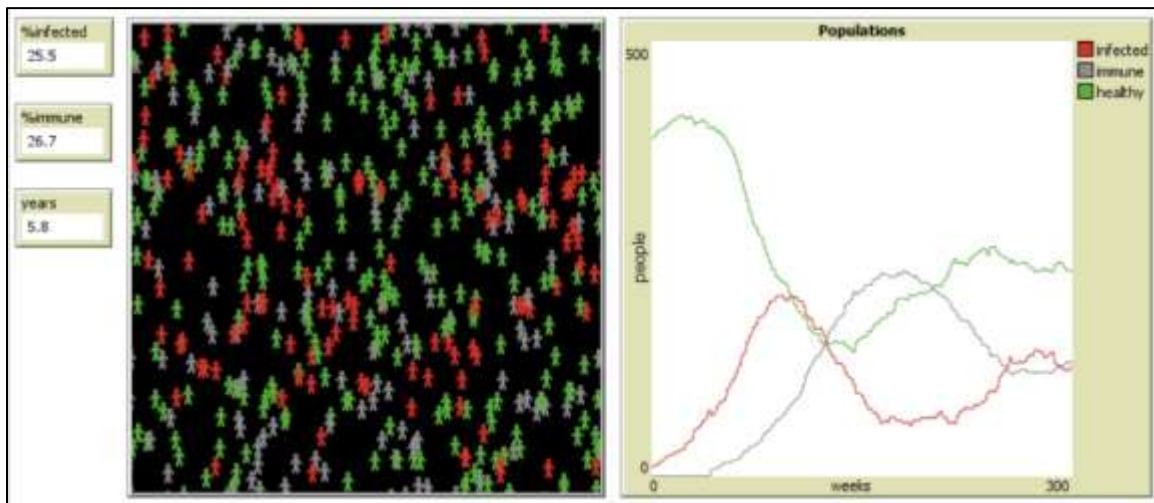 %infected
25.5
%immune
26.7
years
5.8
Populations
500
people
0
0
weeks
300
infected
immune
healthy